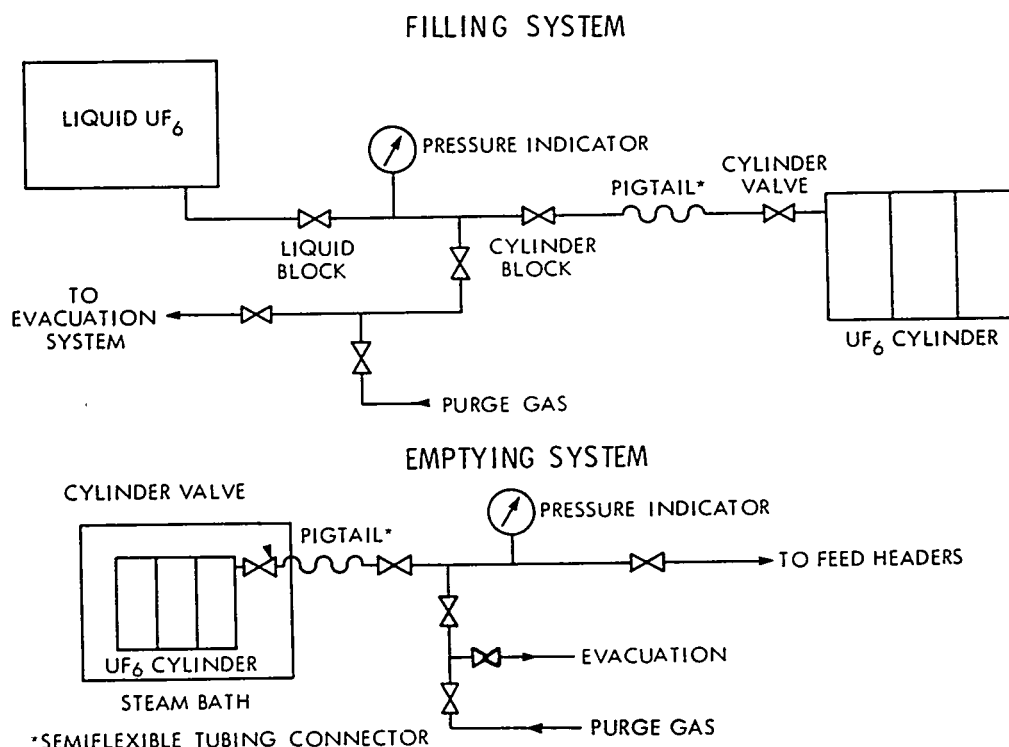 FILLING SYSTEM
LIQUID UF6
PRESSURE INDICATOR
PIGTAIL*
CYLINDER
VALVE
LIQUID
BLOCK
CYLINDER
BLOCK
TO
EVACUATION
SYSTEM
UF6 CYLINDER
PURGE GAS
EMPTYING SYSTEM
CYLINDER VALVE
PIGTAIL*
PRESSURE INDICATOR
TO FEED HEADERS
UF6 CYLINDER
EVACUATION
STEAM BATH
PURGE GAS
*SEMIFLEXIBLE TUBING CONNECTOR